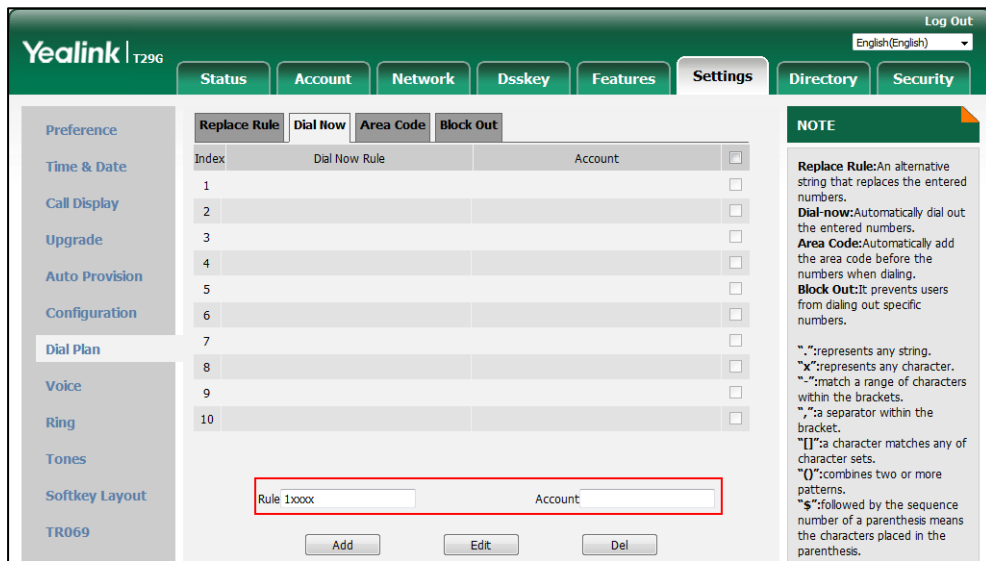 Log Out
Yealink | T29G
English(English)
Status Account Network Dsskey Features Settings Directory Security
Preference
Time & Date
Call Display
Upgrade
Auto Provision
Configuration
Dial Plan
Voice
Ring
Tones
Softkey Layout
TR069
Replace Rule Dial Now Area Code Block Out
Index Dial Now Rule Account
1
2
3
4
5
6
7
8
9
10
Rule 1xxxx Account
Add Edit Del
NOTE
Replace Rule:An alternative
string that replaces the entered
numbers.
Dial-now:Automatically dial out
the entered numbers.
Area Code:Automatically add
the area code before the
numbers when dialing.
Block Out:It prevents users
from dialing out specific
numbers.
".":represents any string.
"x":represents any character.
"-":match a range of characters
within the brackets.
",":a separator within the
bracket.
"[]":a character matches any of
character sets.
"()":combines two or more
patterns.
"$":followed by the sequence
number of a parenthesis means
the characters placed in the
parenthesis.